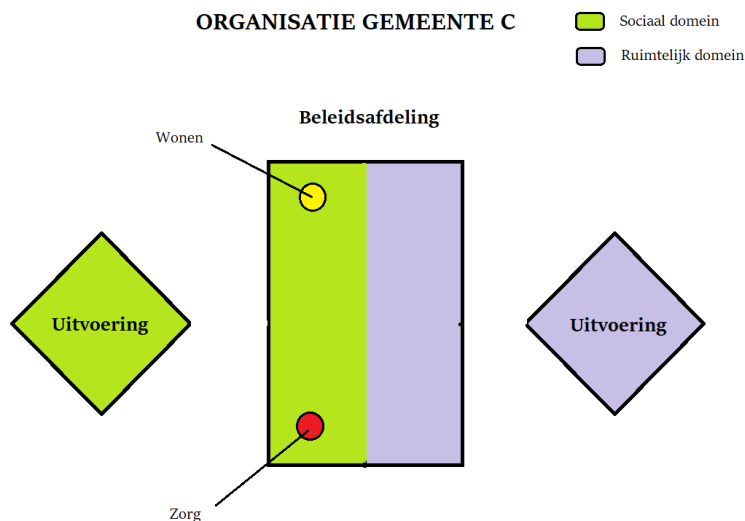 ORGANISATIE GEMEENTE C
Sociaal domein
Ruimtelijk domein
Beleidsafdeling
Wonen
Uitvoering
Uitvoering
Zorg